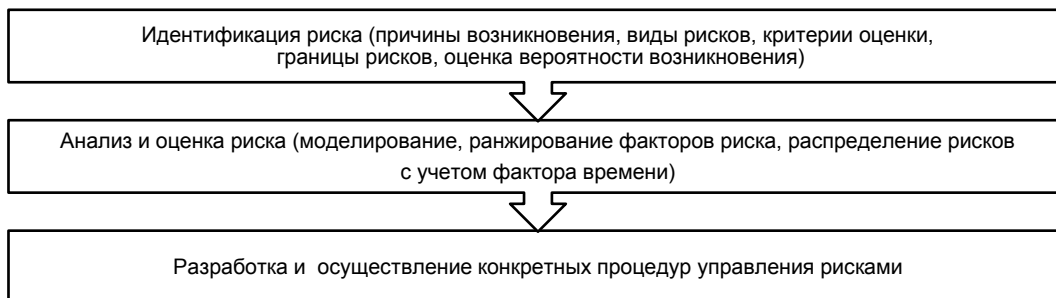 Идентификация риска (причины возникновения, виды рисков, критерии оценки,
границы рисков, оценка вероятности возникновения)
Анализ и оценка риска (моделирование, ранжирование факторов риска, распределение рисков
с учетом фактора времени)
Разработка и осуществление конкретных процедур управления рисками